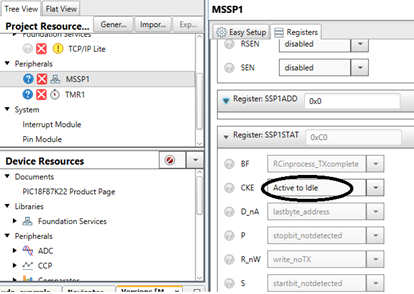 Tree View Flat View
Project Resource... Gener... Impor... Exp...
Foundation Services
TCP/IP Lite
Peripherals
MSSP1
TMR1
System
Interrupt Module
Pin Module
Device Resources
Documents
PIC18F87K22 Product Page
Libraries
Foundation Services
Peripherals
ADC
CCP
Comparators
Versions [M...
MSSP1
Easy Setup Registers
RSEN disabled
SEN disabled
Register: SSP1ADD 0x0
Register: SSP1STAT 0xC0
BF RCinprocess_TXcomplete
CKE Active to Idle
D_nA lastbyte_address
P stopbit_notdetected
R_nW write_noTX
S startbit_notdetected